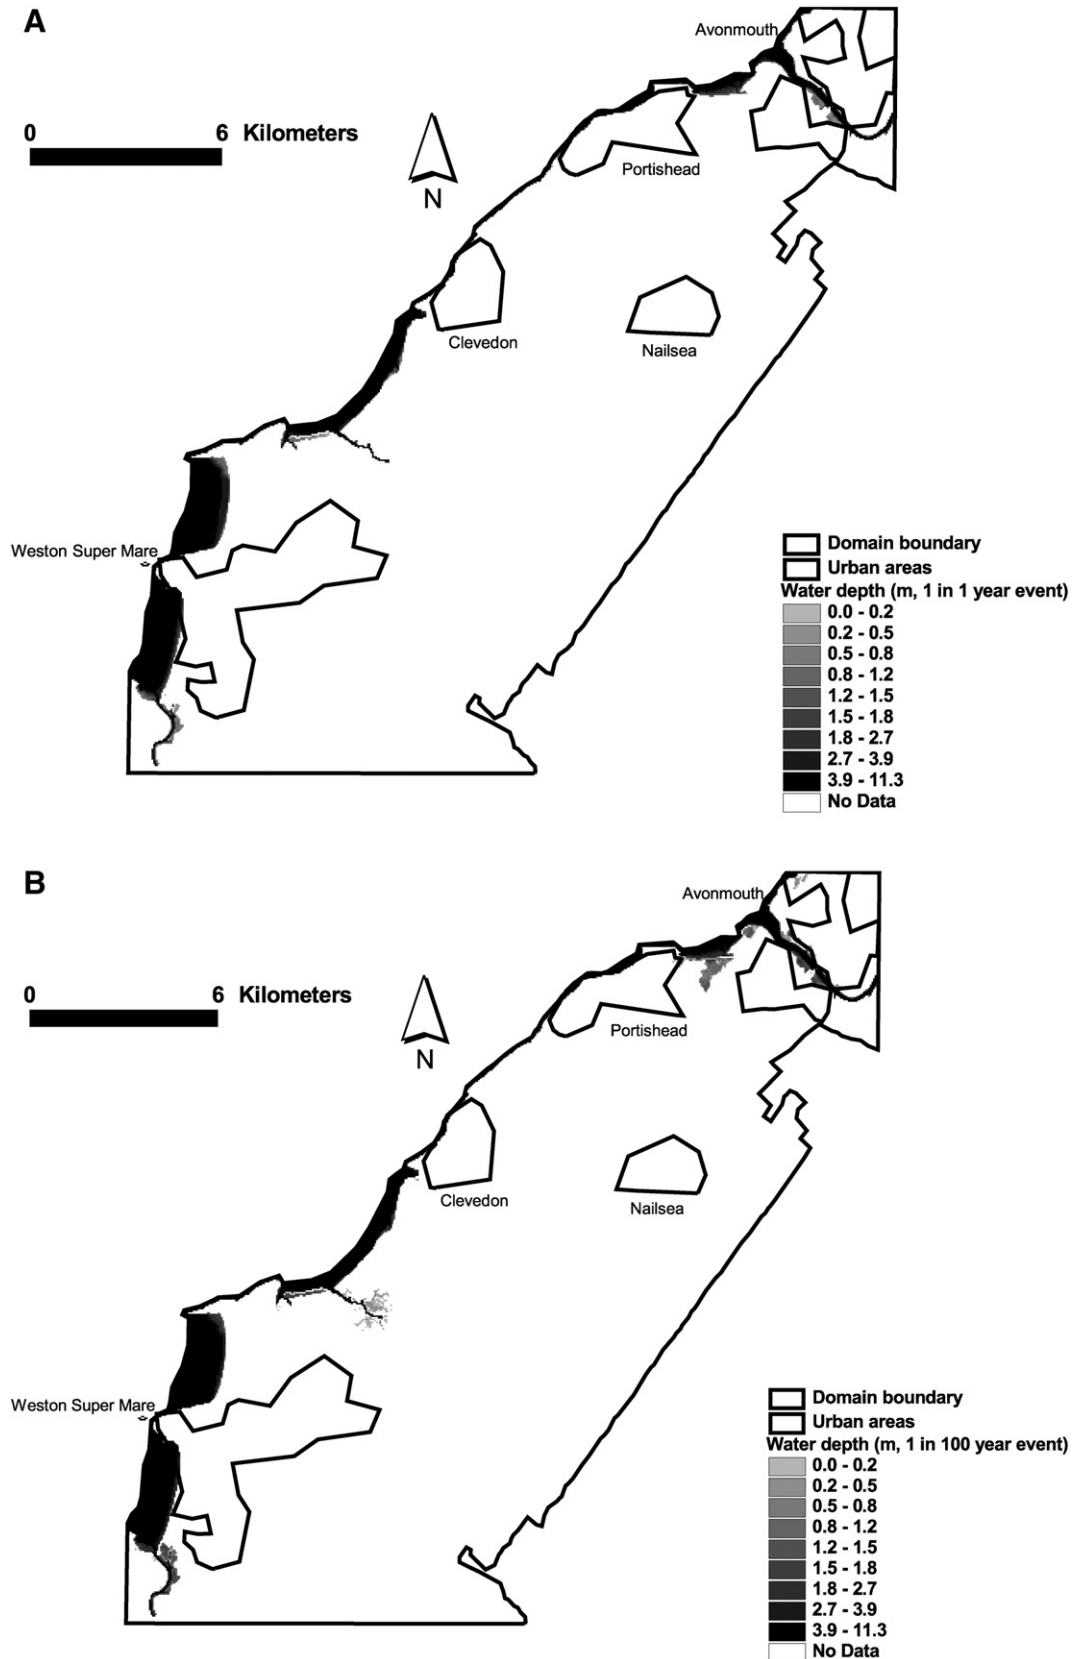 A
Avonmouth
0 6 Kilometers
N
Portishead
Clevedon
Nailsea
Weston Super Mare
Domain boundary
Urban areas
Water depth (m, 1 in 1 year event)
0.0 - 0.2
0.2 - 0.5
0.5 - 0.8
0.8 - 1.2
1.2 - 1.5
1.5 - 1.8
1.8 - 2.7
2.7 - 3.9
3.9 - 11.3
No Data
B
Avonmouth
0 6 Kilometers
N
Portishead
Clevedon
Nailsea
Weston Super Mare
Domain boundary
Urban areas
Water depth (m, 1 in 100 year event)
0.0 - 0.2
0.2 - 0.5
0.5 - 0.8
0.8 - 1.2
1.2 - 1.5
1.5 - 1.8
1.8 - 2.7
2.7 - 3.9
3.9 - 11.3
No Data